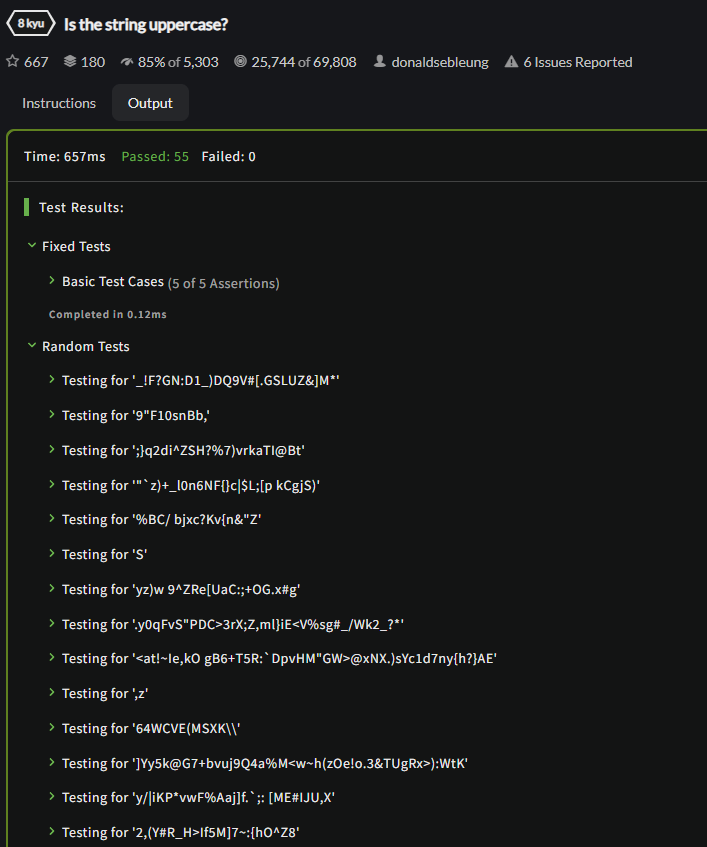 8 kyu Is the string uppercase?
667 180 85% of 5,303 25,744 of 69,808 donaldsebleung 6 Issues Reported
Instructions Output
Time: 657ms Passed: 55 Failed: 0
Test Results:
Fixed Tests
Basic Test Cases (5 of 5 Assertions)
Completed in 0.12ms
Random Tests
Testing for '_!F?GN:D1_)DQ9V#[.GSLUZ&]M*'
Testing for '9"F10snBb,'
Testing for ';}q2di^ZSH?%7)vrkaTI@Bt'
Testing for '"`z)+_l0n6NF{}c|$L;[p kCgjS)'
Testing for '%BC/ bjxc?Kv{n&"Z'
Testing for 'S'
Testing for 'yz)w 9^ZRe[UaC:;+OG.x#g'
Testing for '.y0qFvS"PDC>3rX;Z,ml}iE<V%sg#_/Wk2_?*'
Testing for '<at!~Ie,kO gB6+T5R:`DpvHM"GW>@xNX.)sYc1d7ny{h?}AE'
Testing for ',z'
Testing for '64WCVE(MSXK\\'
Testing for ']Yy5k@G7+bvuj9Q4a%M<w~h(zOe!o.3&TUgRx>):WtK'
Testing for 'y/|iKP*vwF%Aaj]f.`;: [ME#IJU,X'
Testing for '2,(Y#R_H>If5M]7~:{hO^Z8'